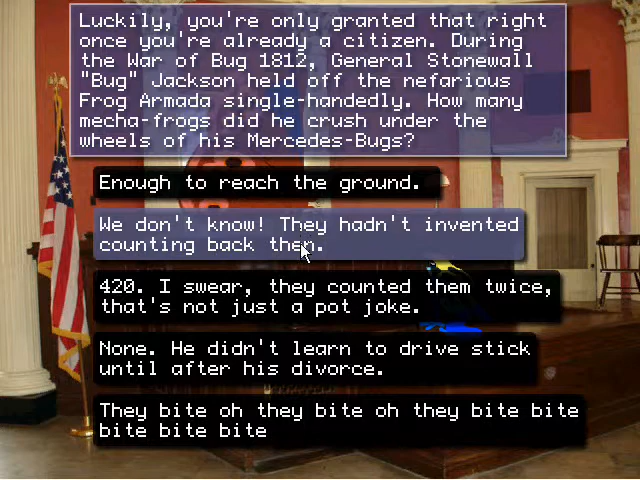 Luckily, you're only granted that right
once you're already a citizen. During
the War of Bug 1812, General Stonewall
"Bug" Jackson held off the nefarious
Frog Armada single-handedly. How many
mecha-frogs did he crush under the
wheels of his Mercedes-Bugs?
Enough to reach the ground.
We don't know! They hadn't invented
counting back then.
420. I swear, they counted them twice,
that's not just a pot joke.
None. He didn't learn to drive stick
until after his divorce.
They bite oh they bite oh they bite bite
bite bite bite